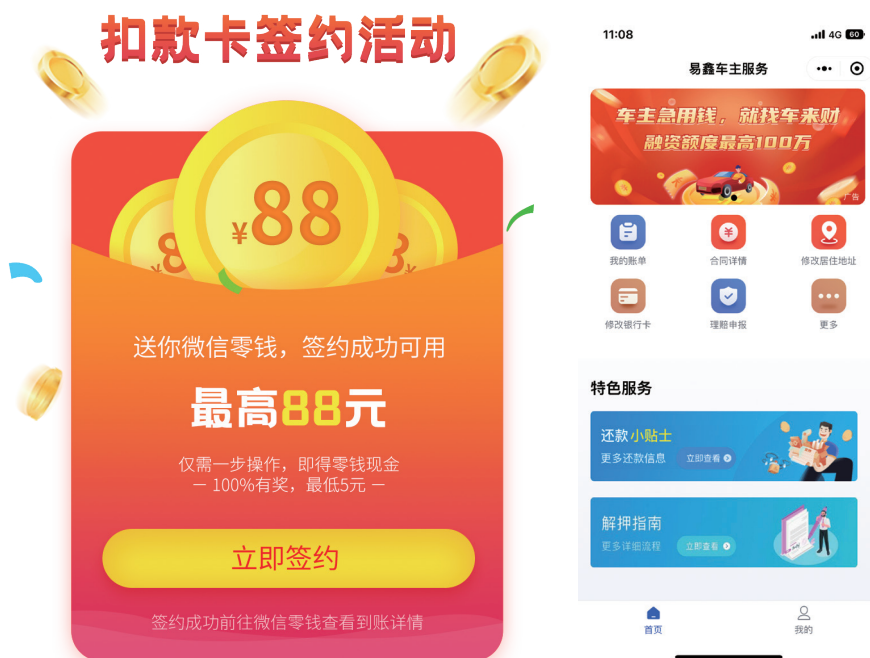 扣款卡签约活动
¥88
送你微信零钱，签约成功可用
最高88元
仅需一步操作，即得零钱现金
— 100%有奖，最低5元 —
立即签约
签约成功前往微信零钱查看到账详情
11:08
4G 60
易鑫车主服务
车主急用钱，就找车来财
融资额度最高100万
广告
我的账单
合同详情
修改居住地址
修改银行卡
理赔申报
更多
特色服务
还款小贴士
更多还款信息 立即查看
解押指南
更多详细流程 立即查看
首页
我的